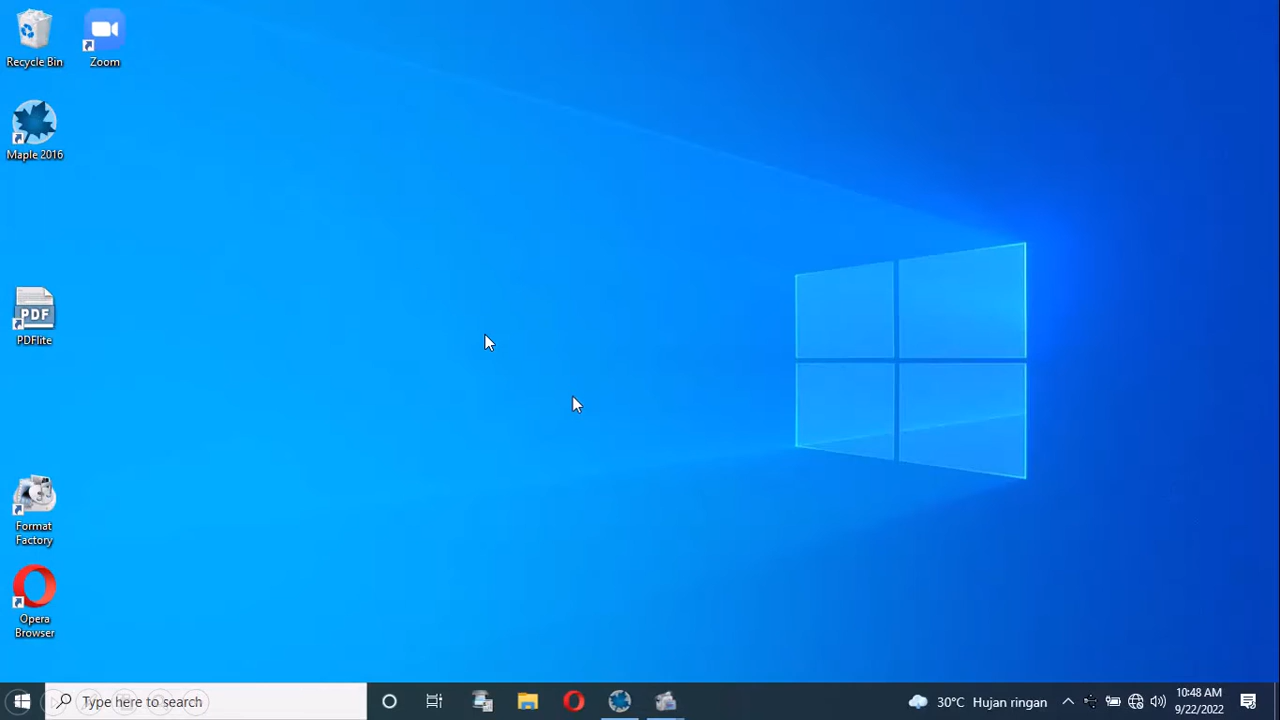 Recycle Bin
Zoom
Maple 2016
PDF
PDFlite
Format
Factory
Opera
Browser
Type here to search
30°C Hujan ringan
10:48 AM
9/22/2022